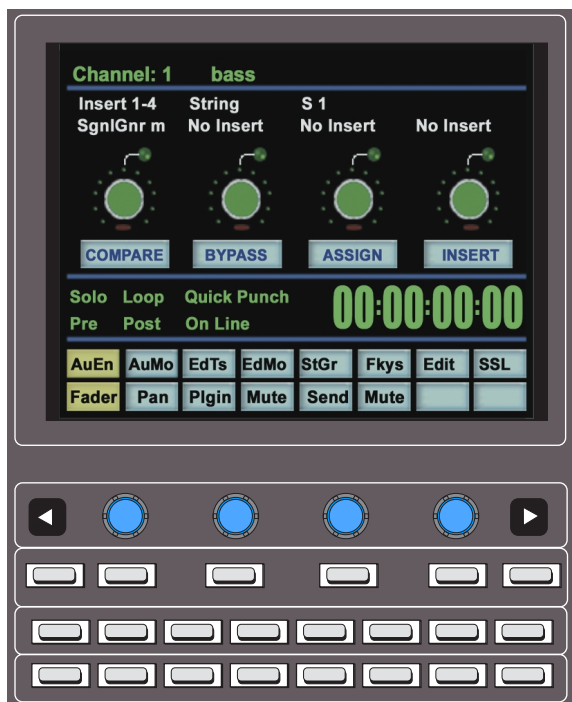 Channel: 1 bass
Insert 1-4 String S 1
SgnlGnr m No Insert No Insert No Insert
COMPARE BYPASS ASSIGN INSERT
Solo Loop Quick Punch
Pre Post On Line
00:00:00:00
AuEn AuMo EdTs EdMo StGr Fkys Edit SSL
Fader Pan Plgin Mute Send Mute